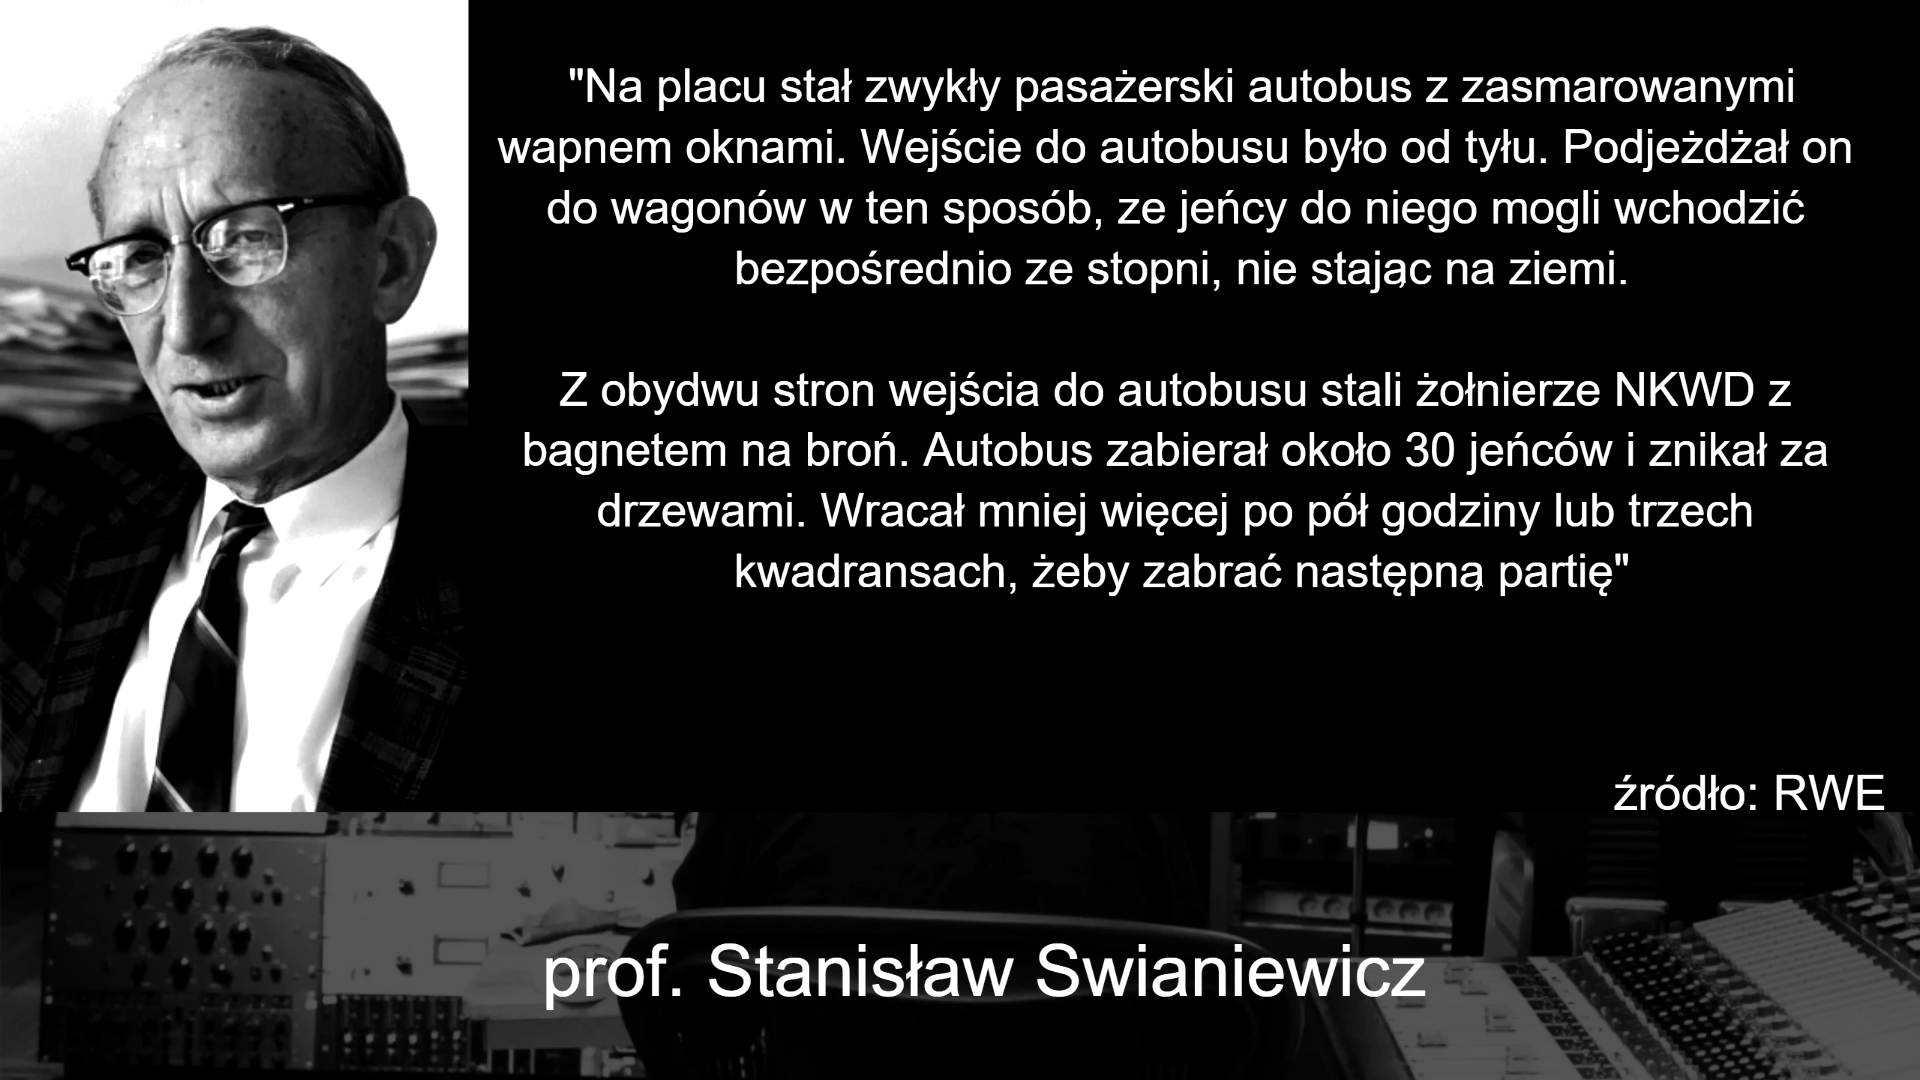 "Na placu stał zwykły pasażerski autobus z zasmarowanymi
wapnem oknami. Wejście do autobusu było od tyłu. Podjeżdżał on
do wagonów w ten sposób, ze jeńcy do niego mogli wchodzić
bezpośrednio ze stopni, nie stając na ziemi.
Z obydwu stron wejścia do autobusu stali żołnierze NKWD z
bagnetem na broń. Autobus zabierał około 30 jeńców i znikał za
drzewami. Wracał mniej więcej po pół godziny lub trzech
kwadransach, żeby zabrać następną partię"
źródło: RWE
prof. Stanisław Swianiewicz